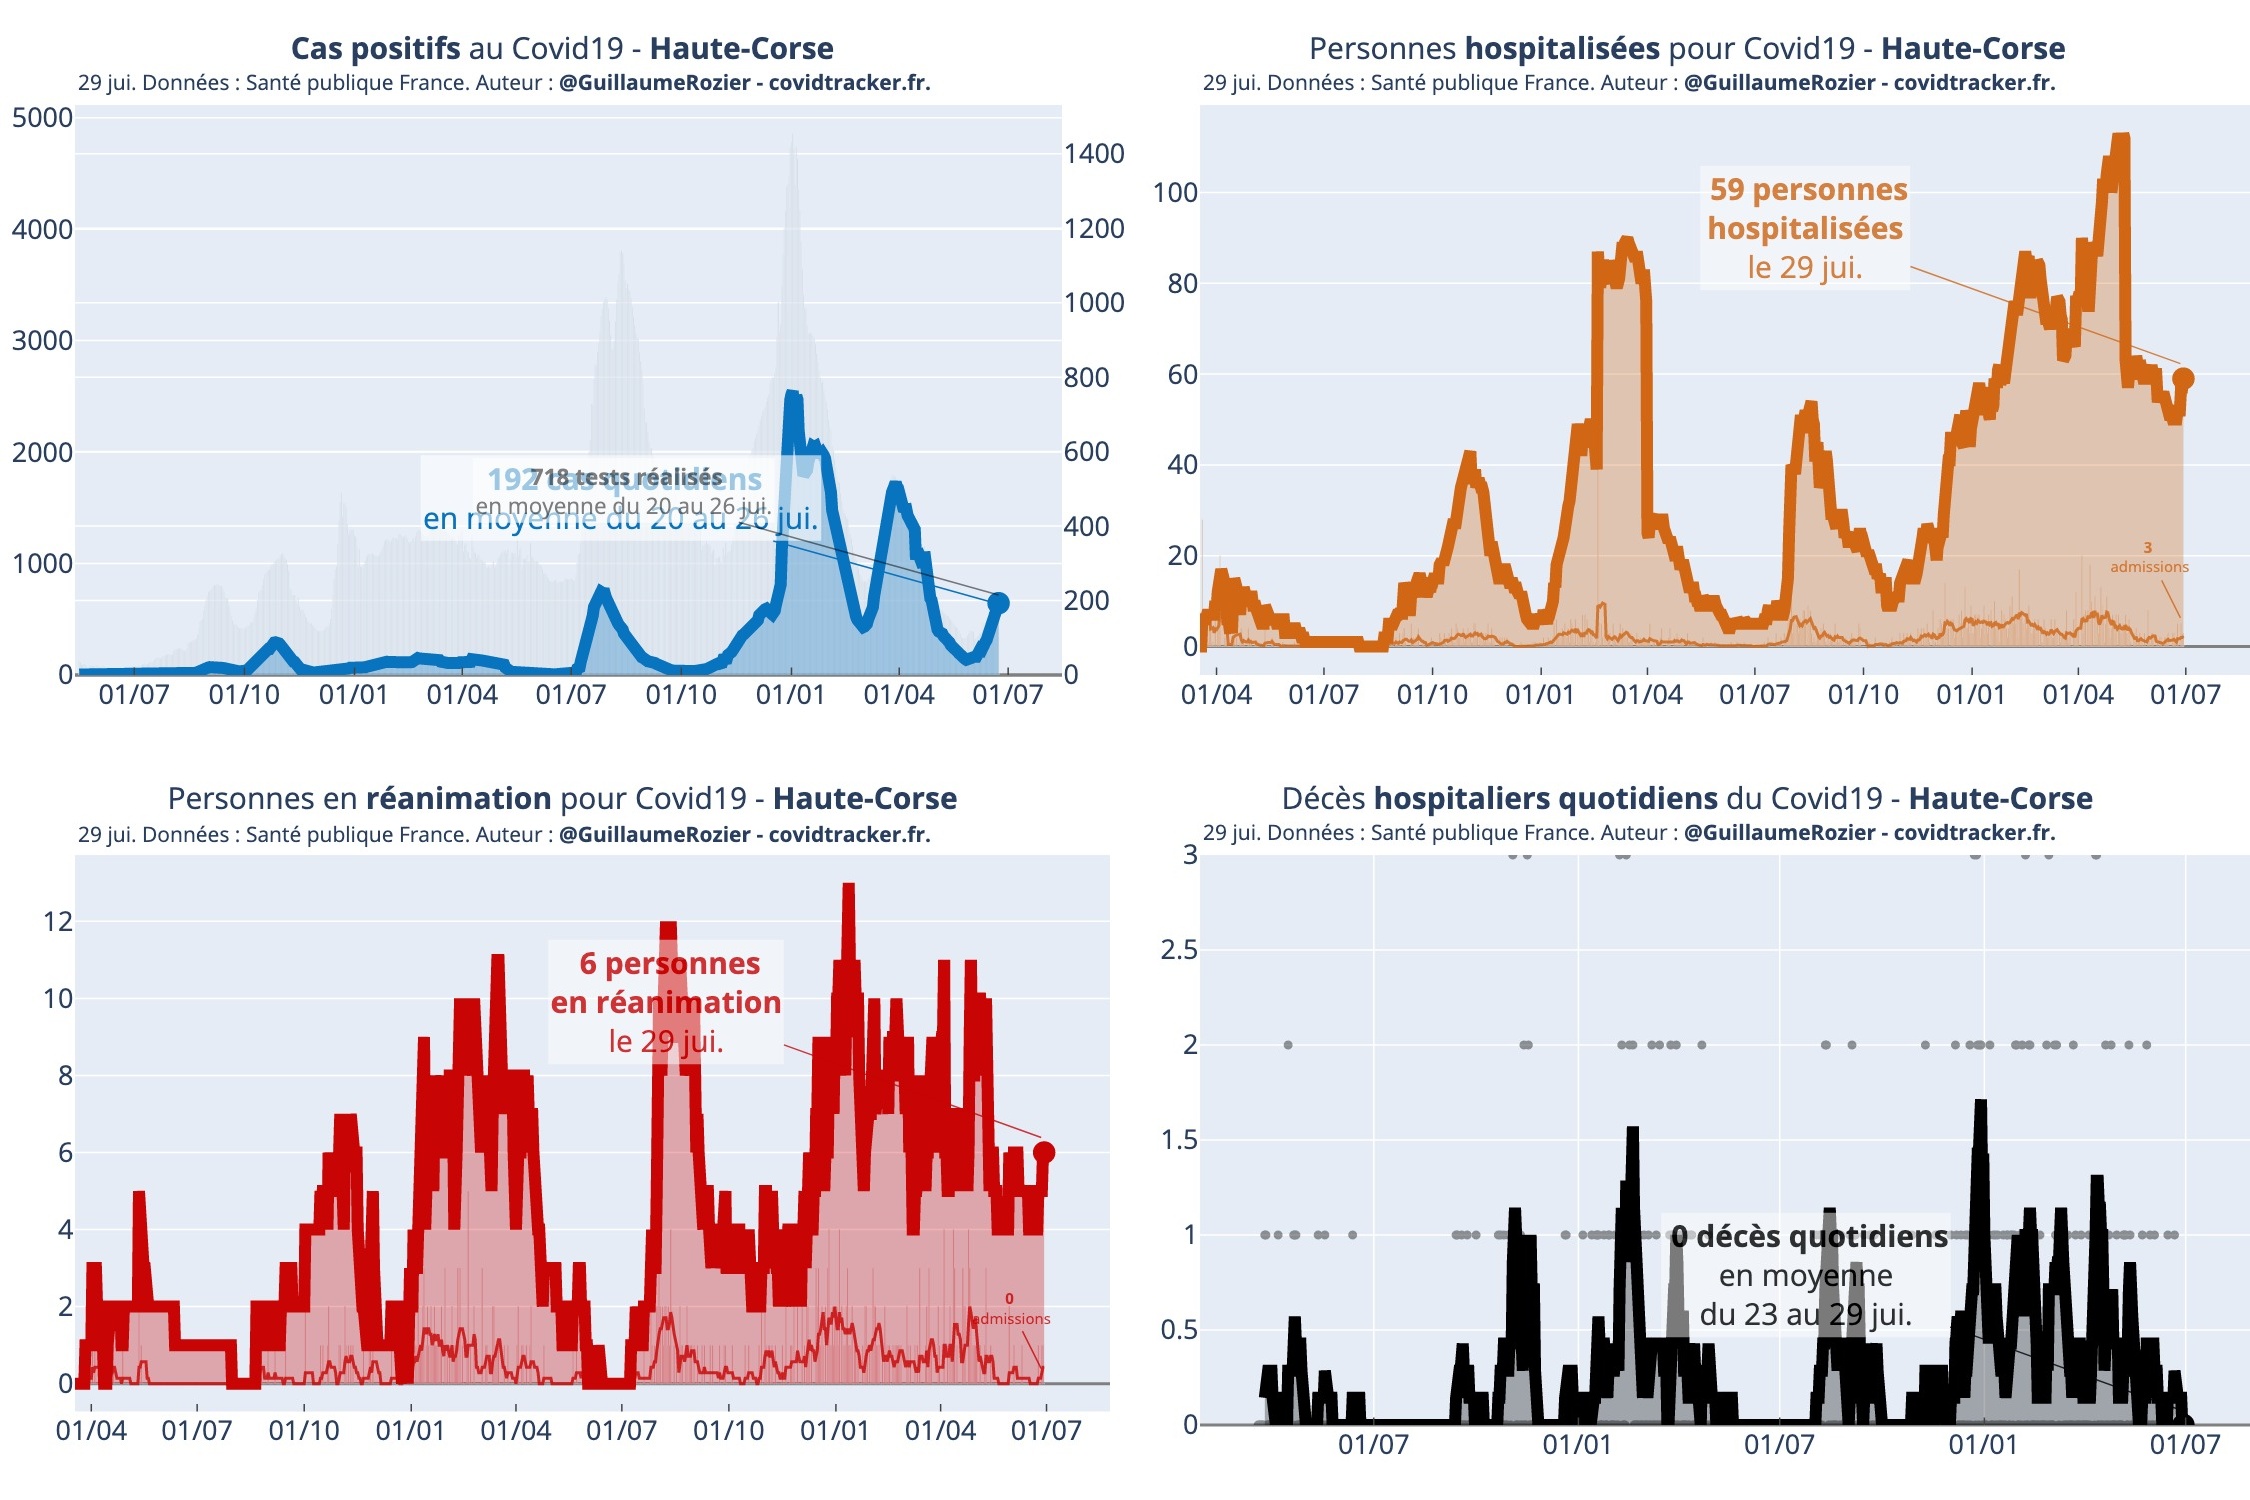 Cas positifs au Covid19 - Haute-Corse
29 jui. Données : Santé publique France. Auteur : @GuillaumeRozier - covidtracker.fr.
5000
4000
3000
2000
1000
0
1400
1200
1000
800
600
400
200
0
192 cas quotidiens
en moyenne du 20 au 26 jui.
718 tests réalisés
en moyenne du 20 au 26 jui.
01/07 01/10 01/01 01/04 01/07 01/10 01/01 01/04 01/07
Personnes hospitalisées pour Covid19 - Haute-Corse
29 jui. Données : Santé publique France. Auteur : @GuillaumeRozier - covidtracker.fr.
100
80
60
40
20
0
59 personnes
hospitalisées
le 29 jui.
3
admissions
01/04 01/07 01/10 01/01 01/04 01/07 01/10 01/01 01/04 01/07
Personnes en réanimation pour Covid19 - Haute-Corse
29 jui. Données : Santé publique France. Auteur : @GuillaumeRozier - covidtracker.fr.
12
10
8
6
4
2
0
6 personnes
en réanimation
le 29 jui.
0
admissions
01/04 01/07 01/10 01/01 01/04 01/07 01/10 01/01 01/04 01/07
Décès hospitaliers quotidiens du Covid19 - Haute-Corse
29 jui. Données : Santé publique France. Auteur : @GuillaumeRozier - covidtracker.fr.
3
2.5
2
1.5
1
0.5
0
0 décès quotidiens
en moyenne
du 23 au 29 jui.
01/07 01/01 01/07 01/01 01/07